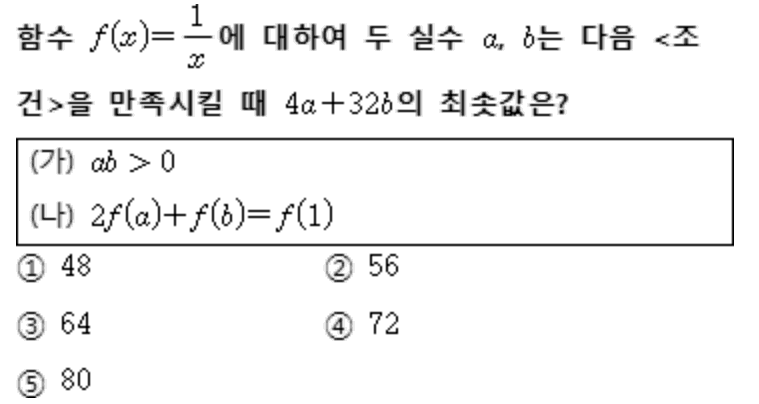 함수 f(x)=1/x에 대하여 두 실수 a, b는 다음 <조
건>을 만족시킬 때 4a+32b의 최솟값은?
(가) ab > 0
(나) 2f(a)+f(b)=f(1)
① 48 ② 56
③ 64 ④ 72
⑤ 80